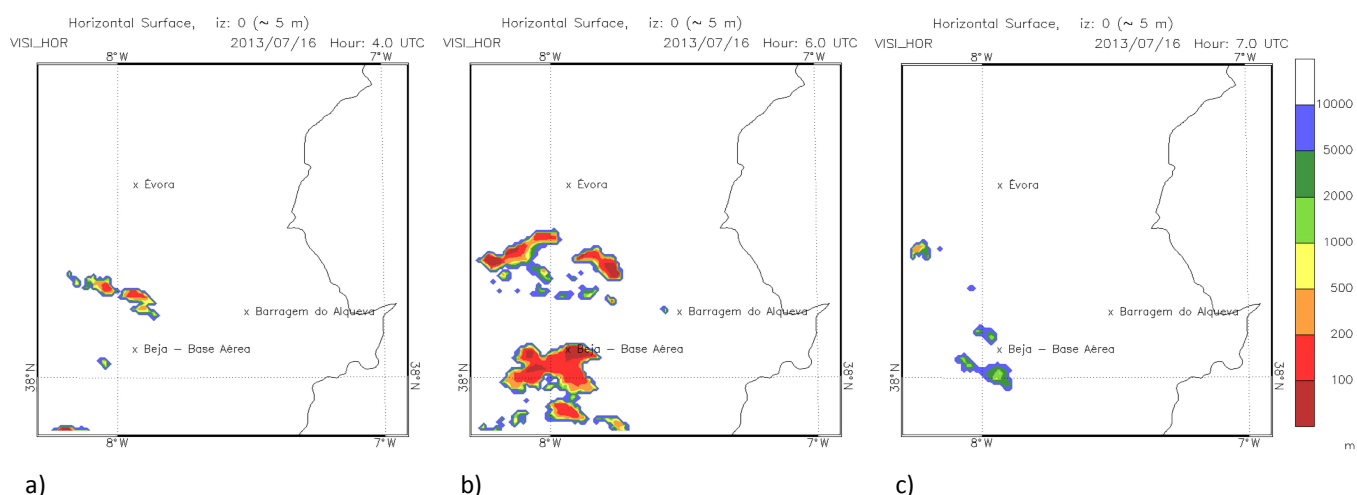 Horizontal Surface, iz: 0 (~ 5 m)
VISI_HOR
2013/07/16 Hour: 4.0 UTC
8°W
7°W
x Évora
x Barragem do Alqueva
x Beja – Base Aérea
38°N
38°N
8°W
7°W
a)
Horizontal Surface, iz: 0 (~ 5 m)
VISI_HOR
2013/07/16 Hour: 6.0 UTC
8°W
7°W
x Évora
x Barragem do Alqueva
x Beja – Base Aérea
38°N
38°N
8°W
7°W
b)
Horizontal Surface, iz: 0 (~ 5 m)
VISI_HOR
2013/07/16 Hour: 7.0 UTC
8°W
7°W
x Évora
x Barragem do Alqueva
x Beja – Base Aérea
38°N
38°N
8°W
7°W
c)
10000
5000
2000
1000
500
200
100
m